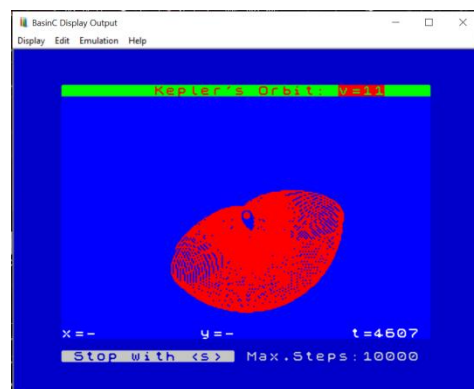 BasinC Display Output
Display Edit Emulation Help
Kepler's Orbit: v=11
x=- y=- t=4607
Stop with <s> Max.Steps:10000